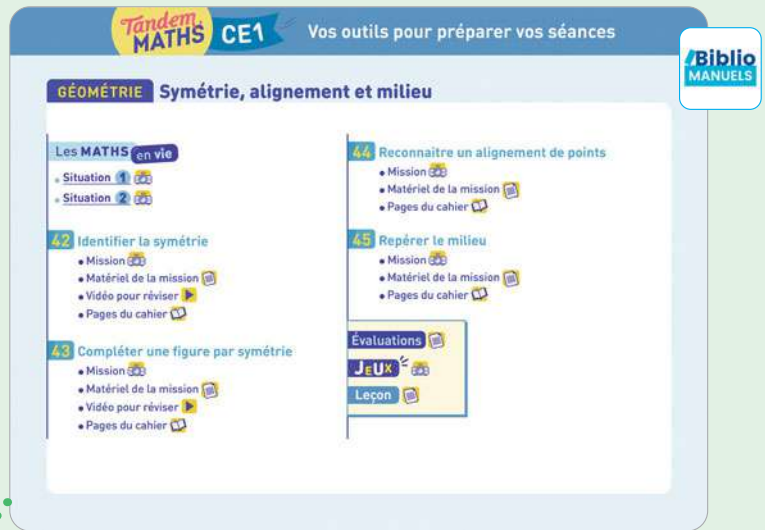 Tandem
MATHS CE1 Vos outils pour préparer vos séances
/Biblio
MANUELS
GÉOMÉTRIE Symétrie, alignement et milieu
Les MATHS en vie
• Situation 1
• Situation 2
42 Identifier la symétrie
• Mission
• Matériel de la mission
• Vidéo pour réviser
• Pages du cahier
43 Compléter une figure par symétrie
• Mission
• Matériel de la mission
• Vidéo pour réviser
• Pages du cahier
44 Reconnaitre un alignement de points
• Mission
• Matériel de la mission
• Pages du cahier
45 Repérer le milieu
• Mission
• Matériel de la mission
• Pages du cahier
Évaluations
JEUX
Leçon